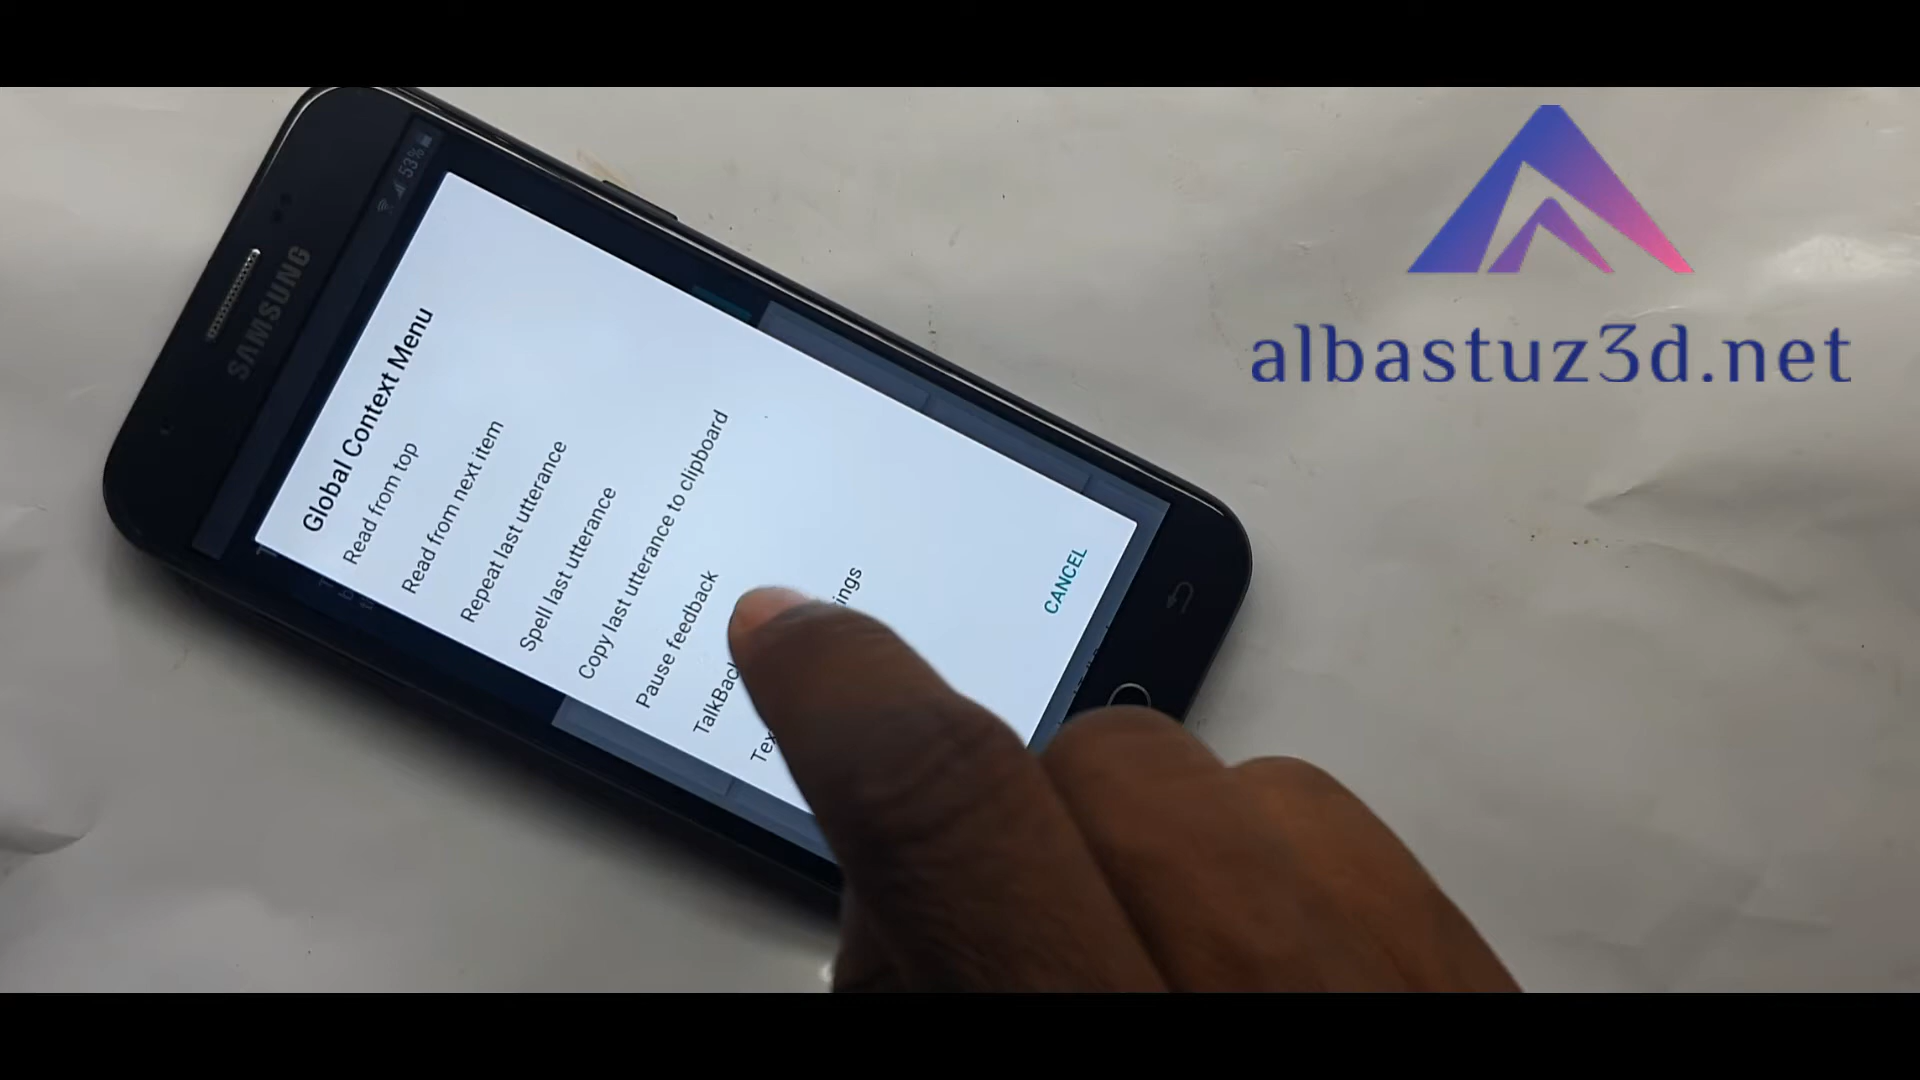 53%
SAMSUNG
Global Context Menu
Read from top
Read from next item
Repeat last utterance
Spell last utterance
Copy last utterance to clipboard
Pause feedback
CANCEL
albastuz3d.net